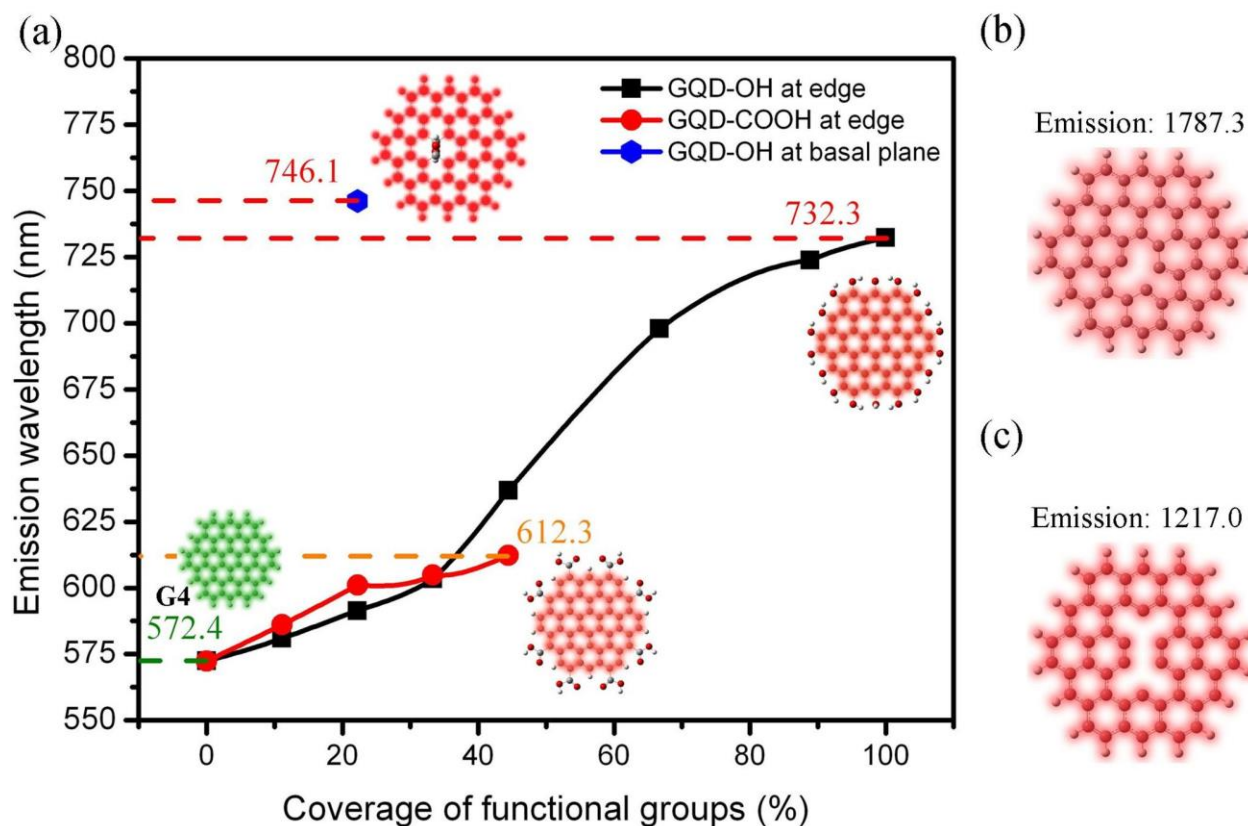 (a)
800
775
750
725
700
675
650
625
600
575
550
Emission wavelength (nm)
0
20
40
60
80
100
Coverage of functional groups (%)
GQD-OH at edge
GQD-COOH at edge
GQD-OH at basal plane
746.1
732.3
612.3
G4
572.4
(b)
Emission: 1787.3
(c)
Emission: 1217.0